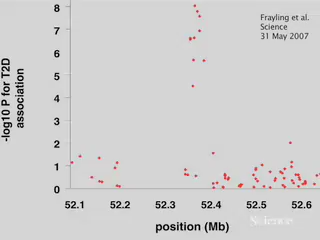 Frayling et al.
Science
31 May 2007
-log10 P for T2D
association
8
7
6
5
4
3
2
1
0
52.1 52.2 52.3 52.4 52.5 52.6
position (Mb)
Science